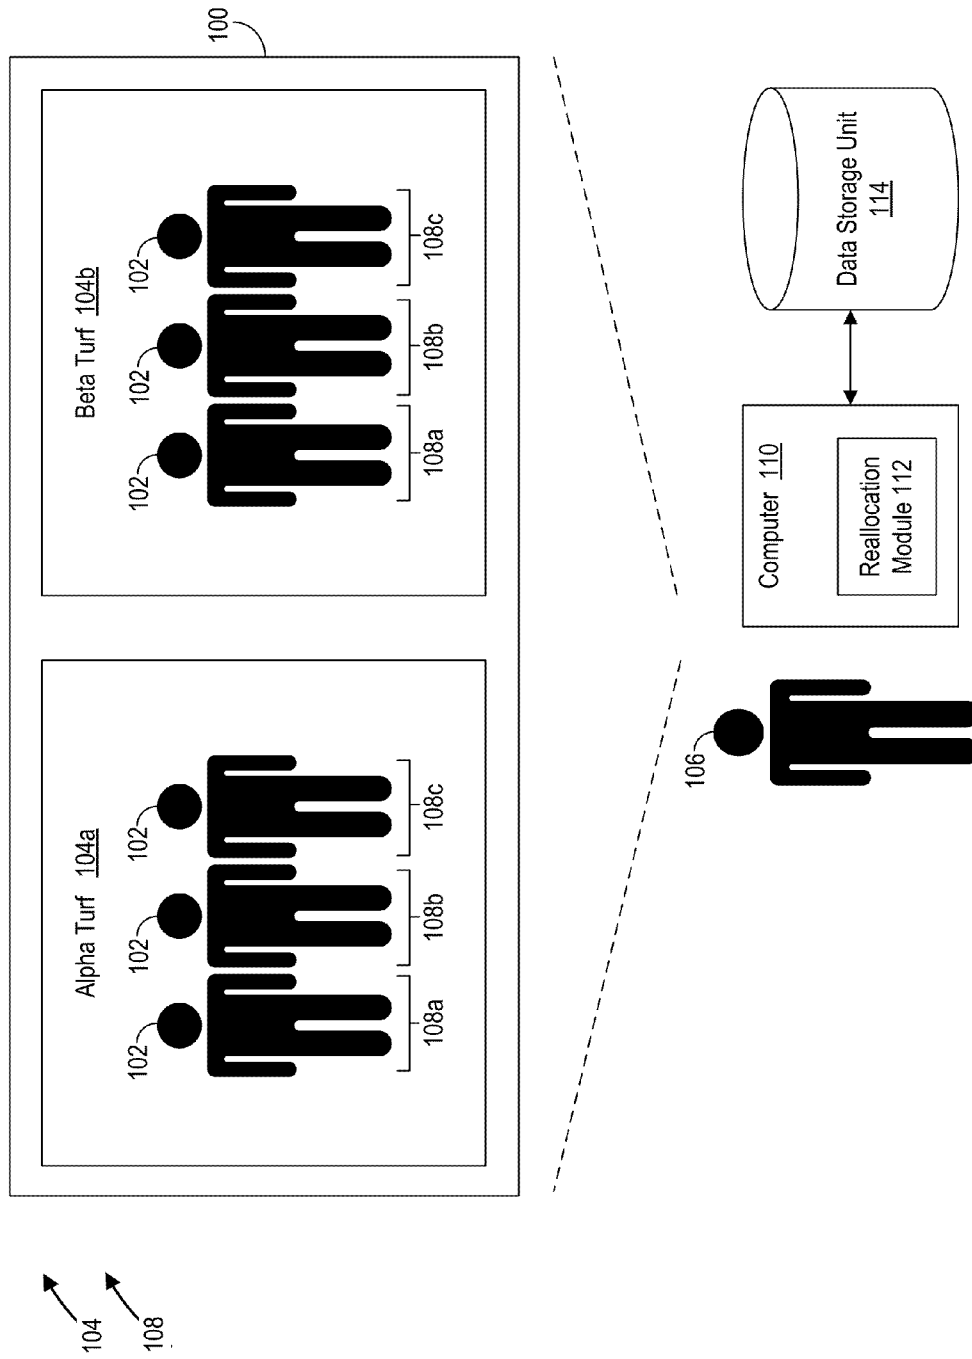 104
108
100
Alpha Turf 104a
102
102
102
108a
108b
108c
Beta Turf 104b
102
102
102
108a
108b
108c
106
Computer 110
Reallocation
Module 112
Data Storage Unit
114